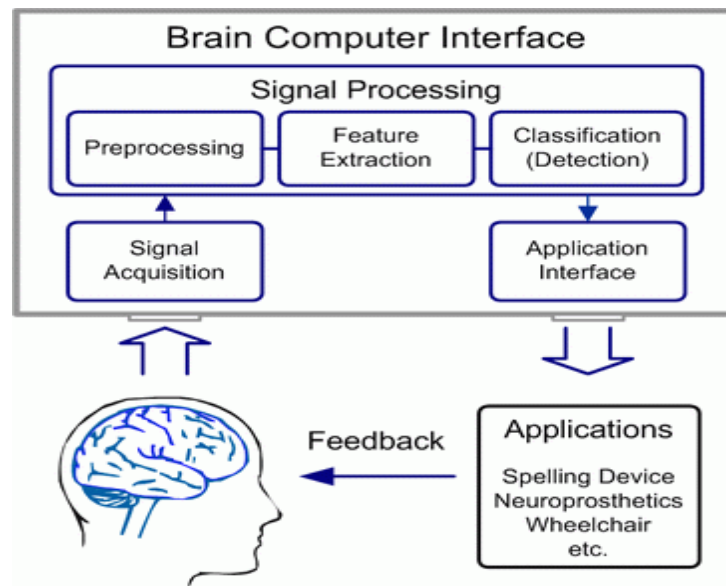 Brain Computer Interface
Signal Processing
Preprocessing
Feature
Extraction
Classification
(Detection)
Signal
Acquisition
Application
Interface
Feedback
Applications
Spelling Device
Neuroprosthetics
Wheelchair
etc.